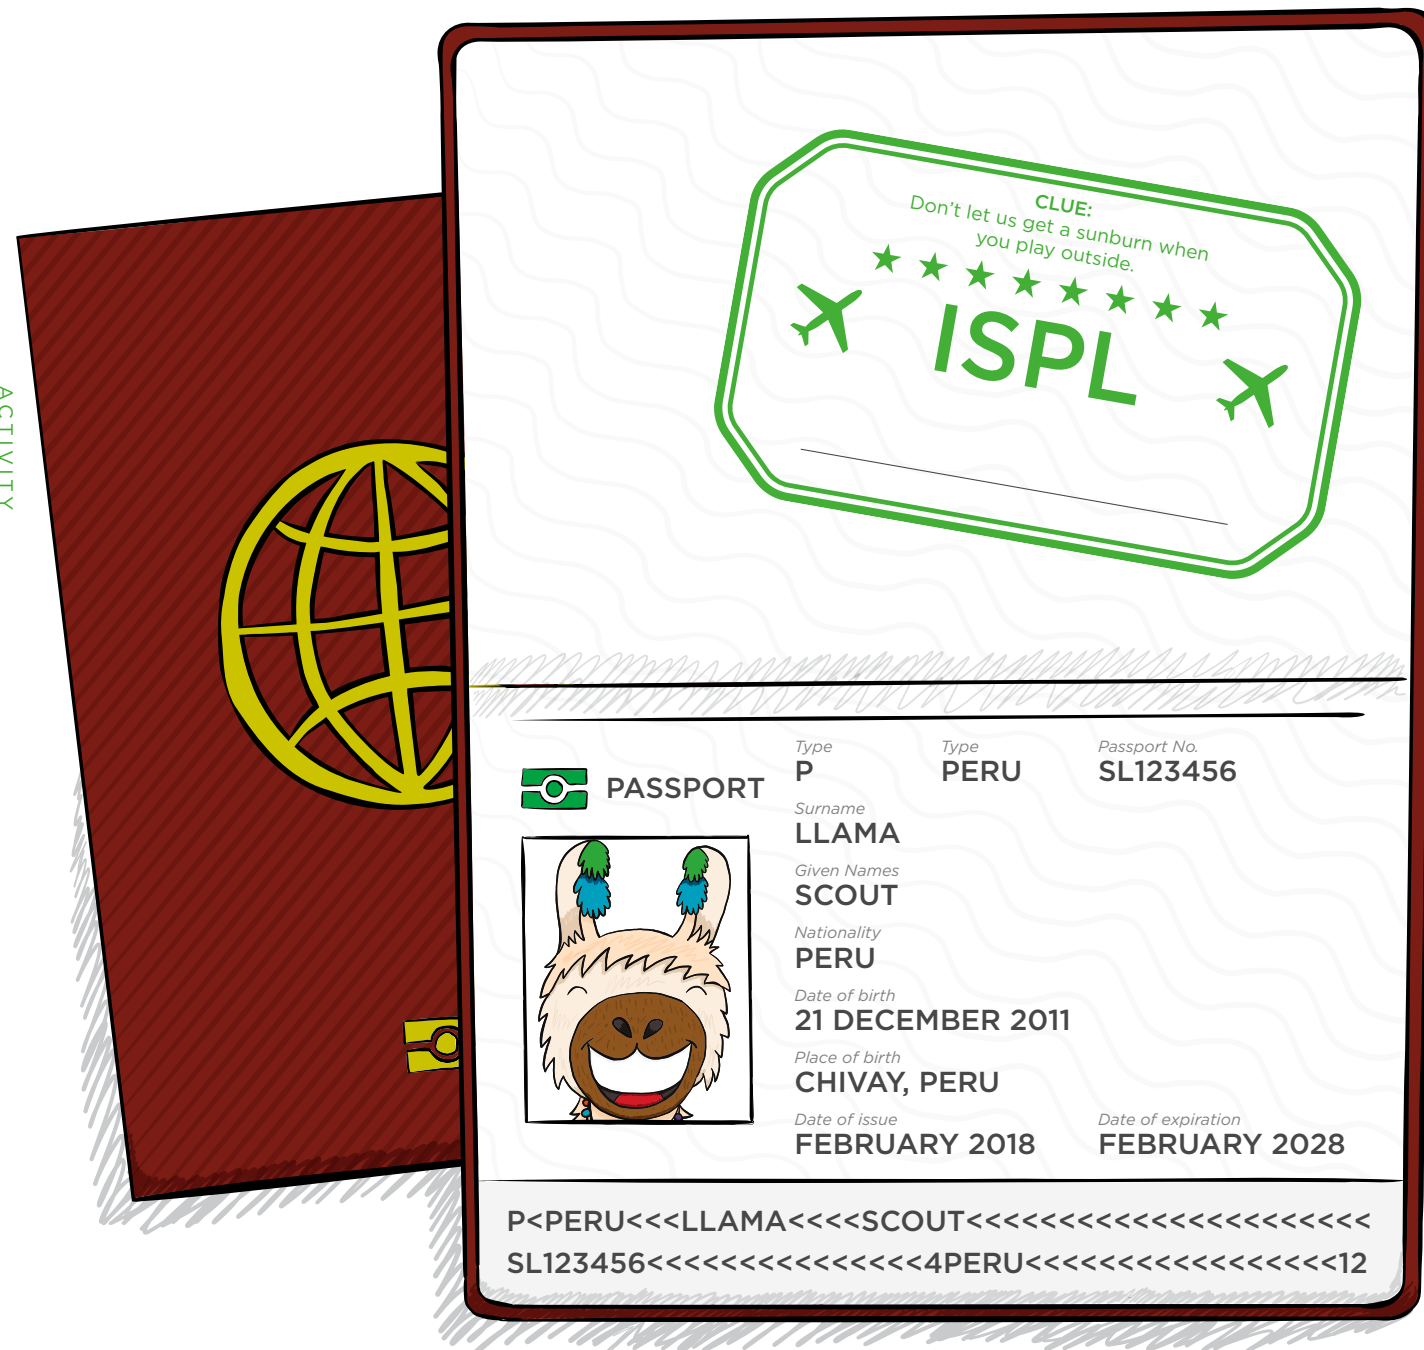 ACTIVITY
CLUE:
Don't let us get a sunburn when
you play outside.
ISPL
PASSPORT
Type
P
Type
PERU
Passport No.
SL123456
Surname
LLAMA
Given Names
SCOUT
Nationality
PERU
Date of birth
21 DECEMBER 2011
Place of birth
CHIVAY, PERU
Date of issue
FEBRUARY 2018
Date of expiration
FEBRUARY 2028
P<PERU<<<LLAMA<<<<SCOUT<<<<<<<<<<<<<<<<<<<<<<
SL123456<<<<<<<<<<<<<<<4PERU<<<<<<<<<<<<<<<<<12